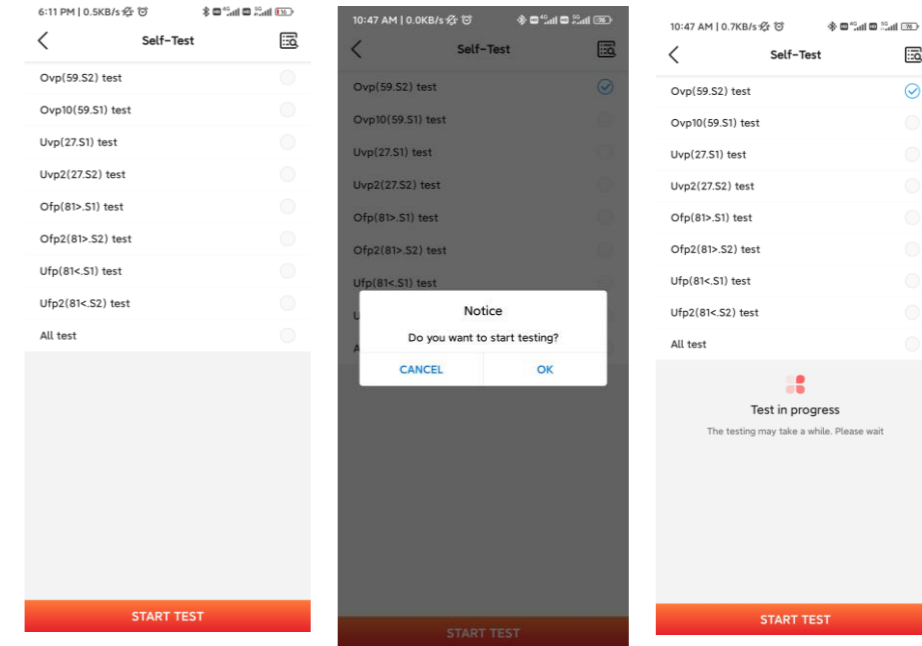 6:11 PM | 0.5KB/s
Self-Test
Ovp(59.S2) test
Ovp10(59.S1) test
Uvp(27.S1) test
Uvp2(27.S2) test
Ofp(81>.S1) test
Ofp2(81>.S2) test
Ufp(81<.S1) test
Ufp2(81<.S2) test
All test
START TEST
10:47 AM | 0.0KB/s
Self-Test
Ovp(59.S2) test
Ovp10(59.S1) test
Uvp(27.S1) test
Uvp2(27.S2) test
Ofp(81>.S1) test
Ofp2(81>.S2) test
Ufp(81<.S1) test
U
A
Notice
Do you want to start testing?
CANCEL OK
START TEST
10:47 AM | 0.7KB/s
Self-Test
Ovp(59.S2) test
Ovp10(59.S1) test
Uvp(27.S1) test
Uvp2(27.S2) test
Ofp(81>.S1) test
Ofp2(81>.S2) test
Ufp(81<.S1) test
Ufp2(81<.S2) test
All test
Test in progress
The testing may take a while. Please wait
START TEST